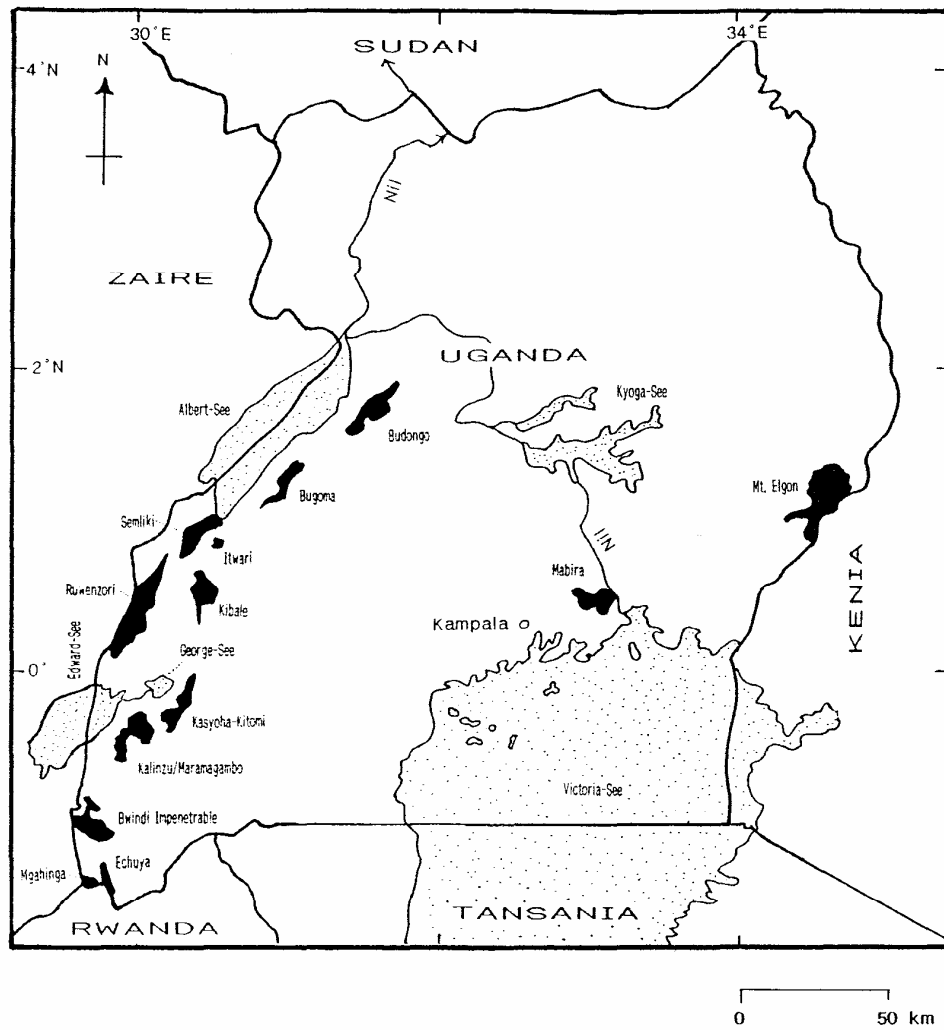 30°E
34°E
SUDAN
4°N
N
Nil
ZAIRE
2°N
UGANDA
Albert-See
Kyoga-See
Budongo
Bugoma
Mt. Elgon
Semliki
Itwari
Nil
Mabira
Ruwenzori
Kibale
Kampala
KENIA
Edward-See
George-See
0°
Kasyoha-Kitomi
Kalinzu/Maramagambo
Victoria-See
Bwindi Impenetrable
Echuya
Mgahinga
TANSANIA
RWANDA
0 50 km